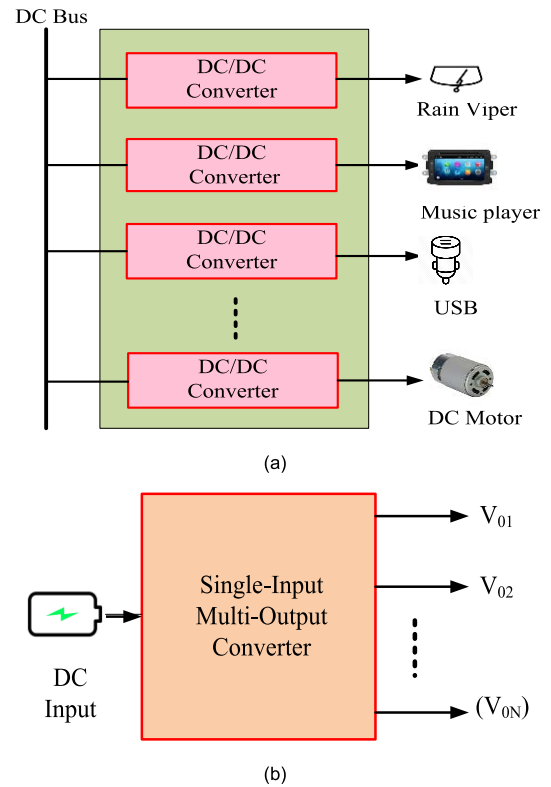 DC Bus
DC/DC
Converter
Rain Viper
DC/DC
Converter
Music player
DC/DC
Converter
USB
DC/DC
Converter
DC Motor
(a)
V01
Single-Input
Multi-Output
Converter
V02
DC
Input
(V0N)
(b)